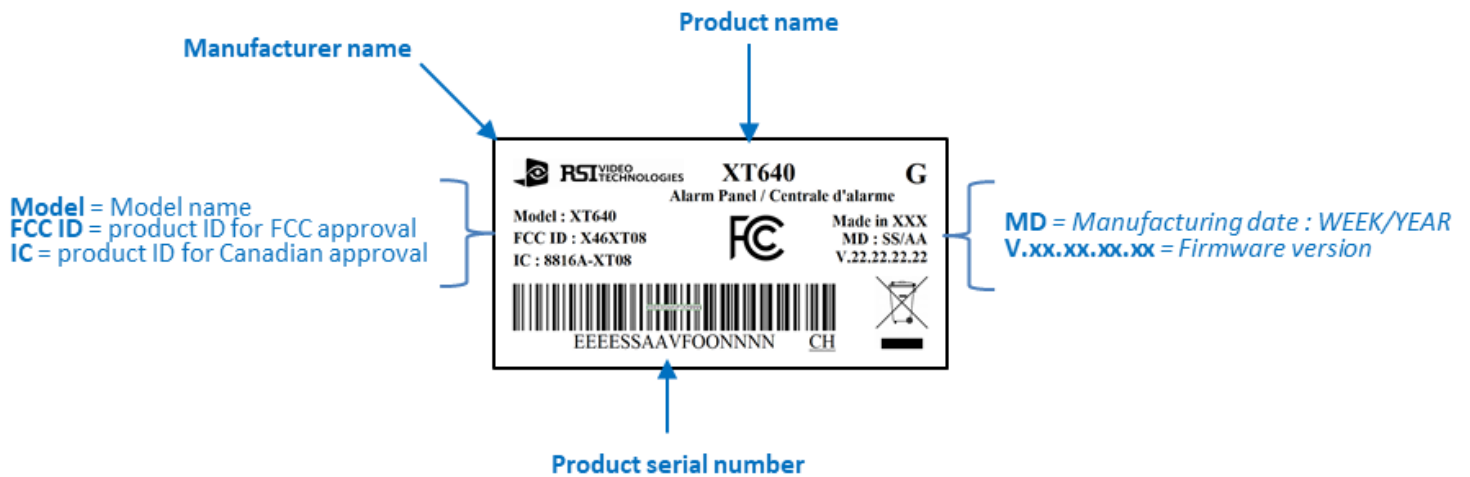 Product name
Manufacturer name
RSI VIDEO TECHNOLOGIES XT640 G
Alarm Panel / Centrale d'alarme
Model : XT640
FCC ID : X46XT08
IC : 8816A-XT08
FC
Made in XXX
MD : SS/AA
V.22.22.22.22
EEEESSAAVFOONNNN CH
Model = Model name
FCC ID = product ID for FCC approval
IC = product ID for Canadian approval
MD = Manufacturing date : WEEK/YEAR
V.xx.xx.xx.xx = Firmware version
Product serial number